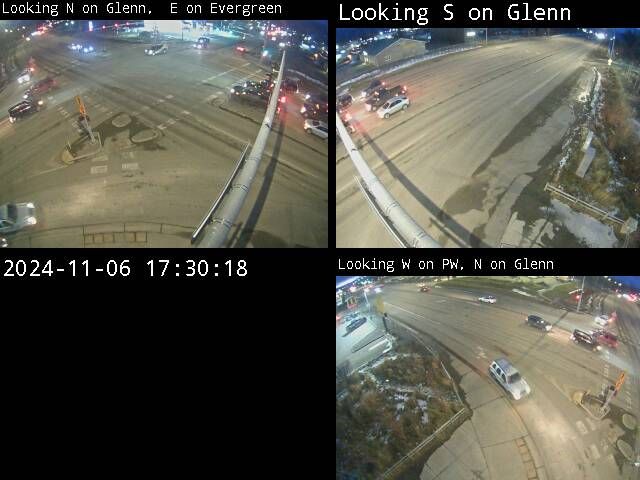 Looking N on Glenn,  E on Evergreen
Looking S on Glenn
2024-11-06 17:30:18
Looking W on PW, N on Glenn